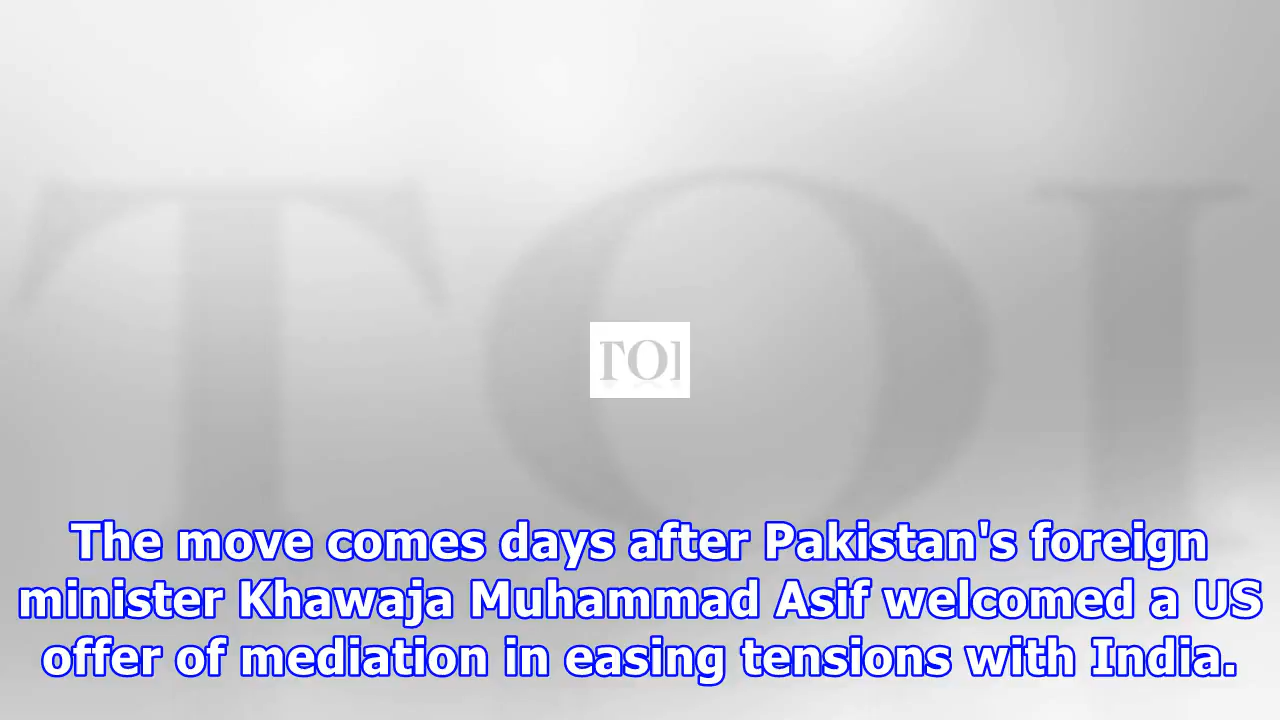 TOI
TOI
The move comes days after Pakistan's foreign
minister Khawaja Muhammad Asif welcomed a US
offer of mediation in easing tensions with India.